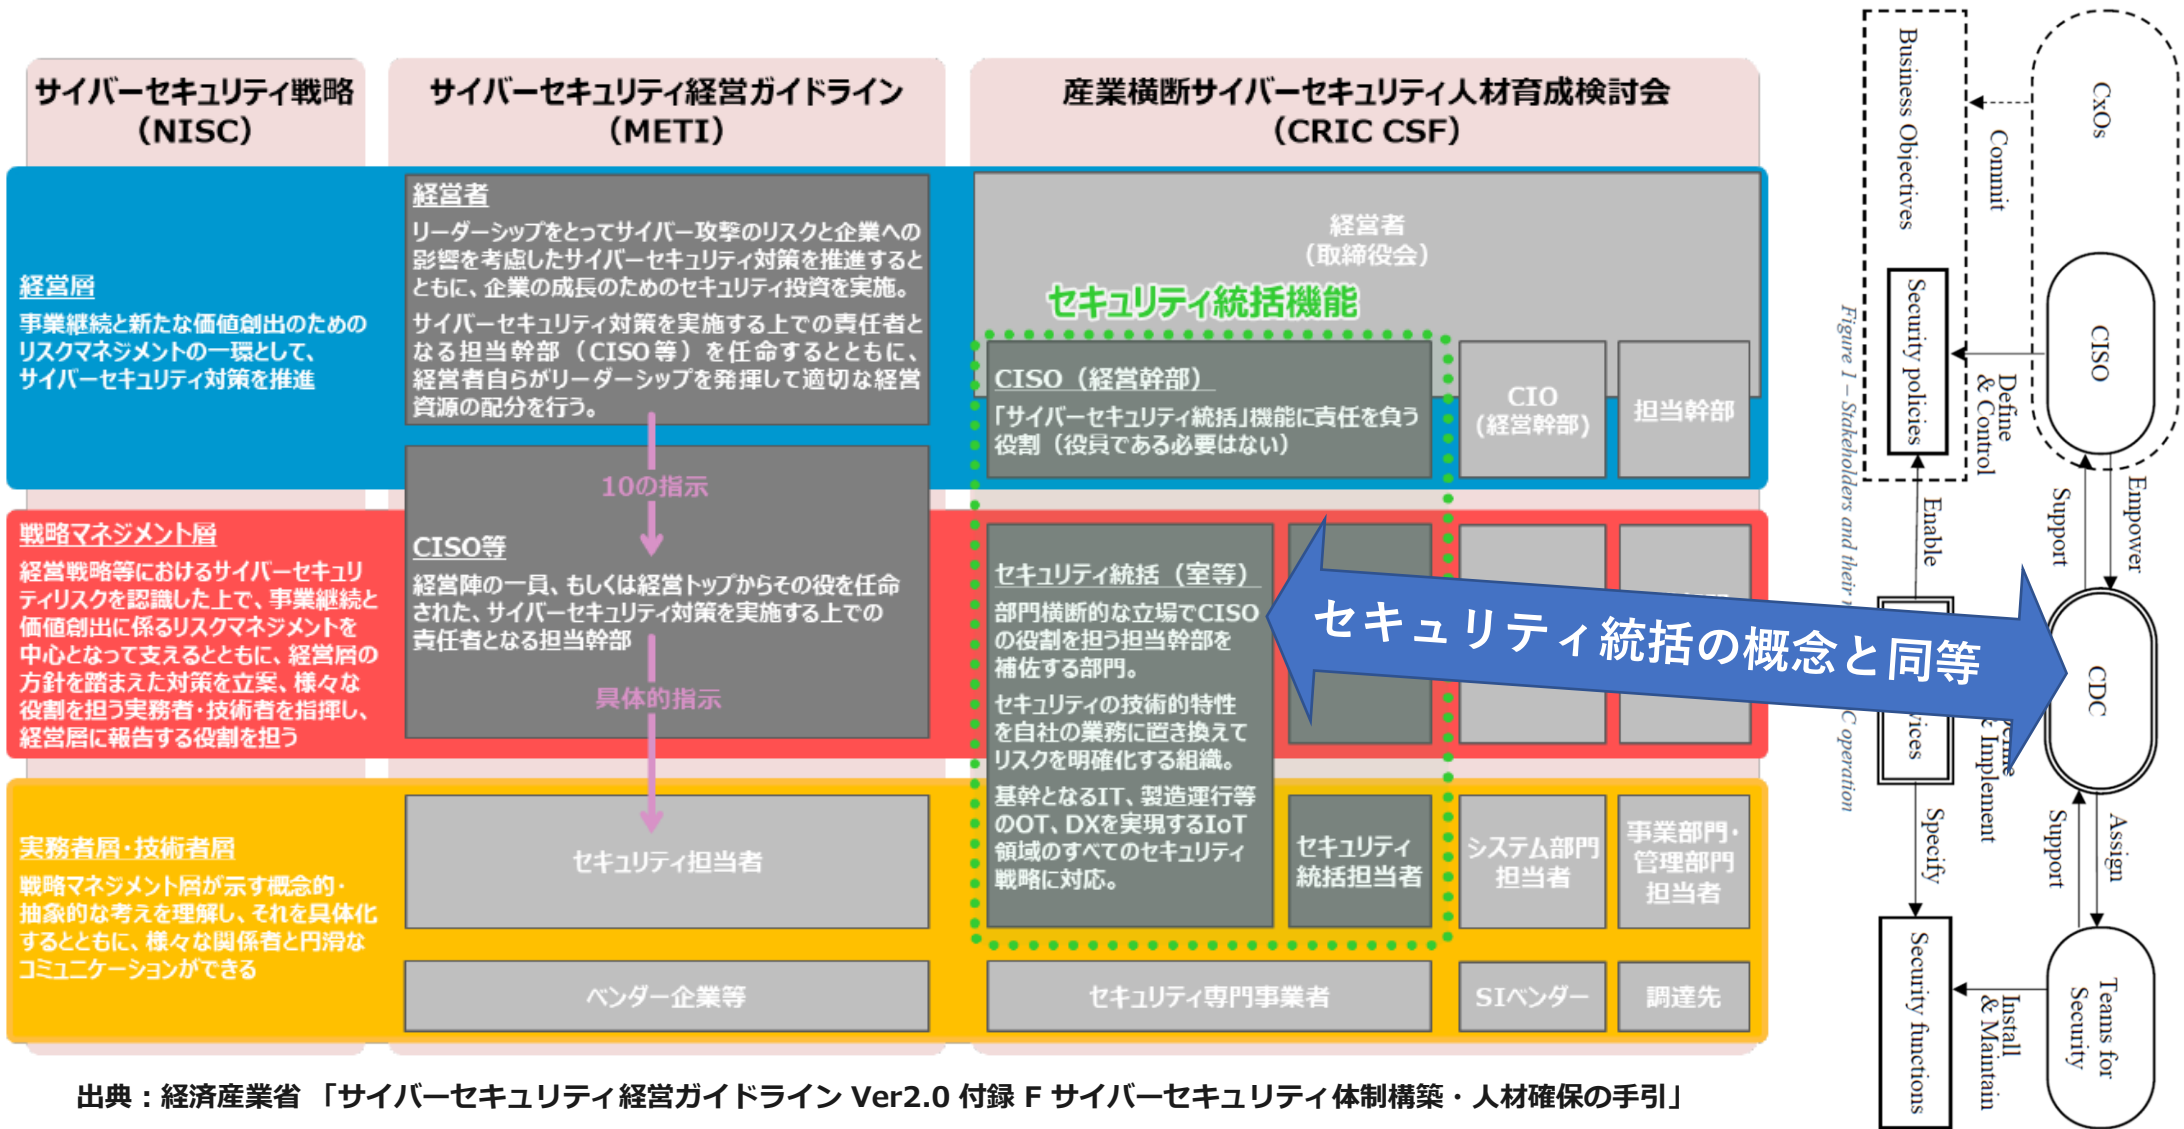 サイバーセキュリティ戦略
(NISC)
サイバーセキュリティ経営ガイドライン
(METI)
産業横断サイバーセキュリティ人材育成検討会
(CRIC CSF)
経営層
事業継続と新たな価値創出のための
リスクマネジメントの一環として、
サイバーセキュリティ対策を推進
経営者
リーダーシップをとってサイバー攻撃のリスクと企業への
影響を考慮したサイバーセキュリティ対策を推進すると
ともに、企業の成長のためのセキュリティ投資を実施。
サイバーセキュリティ対策を実施する上での責任者と
なる担当幹部（CISO等）を任命するとともに、
経営者自らがリーダーシップを発揮して適切な経営
資源の配分を行う。
経営者
（取締役会）
セキュリティ統括機能
CISO（経営幹部）
「サイバーセキュリティ統括」機能に責任を負う
役割（役員である必要はない）
CIO
(経営幹部)
担当幹部
10の指示
戦略マネジメント層
経営戦略等におけるサイバーセキュリ
ティリスクを認識した上で、事業継続と
価値創出に係るリスクマネジメントを
中心となって支えるとともに、経営層の
方針を踏まえた対策を立案、様々な
役割を担う実務者・技術者を指揮し、
経営層に報告する役割を担う
CISO等
経営陣の一員、もしくは経営トップからその役を任命
された、サイバーセキュリティ対策を実施する上での
責任者となる担当幹部
具体的指示
セキュリティ統括（室等）
部門横断的な立場でCISO
の役割を担う担当幹部を
補佐する部門。
セキュリティの技術的特性
を自社の業務に置き換えて
リスクを明確化する組織。
基幹となるIT、製造運行等
のOT、DXを実現するIoT
領域のすべてのセキュリティ
戦略に対応。
セキュリティ統括の概念と同等
実務者層・技術者層
戦略マネジメント層が示す概念的・
抽象的な考えを理解し、それを具体化
するとともに、様々な関係者と円滑な
コミュニケーションができる
セキュリティ担当者
セキュリティ
統括担当者
システム部門
担当者
事業部門・
管理部門
担当者
ベンダー企業等
セキュリティ専門事業者
SIベンダー
調達先
出典：経済産業省 「サイバーセキュリティ経営ガイドライン Ver2.0 付録 F サイバーセキュリティ体制構築・人材確保の手引」
CxOs
Business Objectives
Commit
CISO
Security policies
Define
& Control
Empower
Support
Enable
CDC
& Implement
Assign
Support
Specify
Teams for
Security
Install
& Maintain
Security functions
Figure 1 – Stakeholders and their
operation